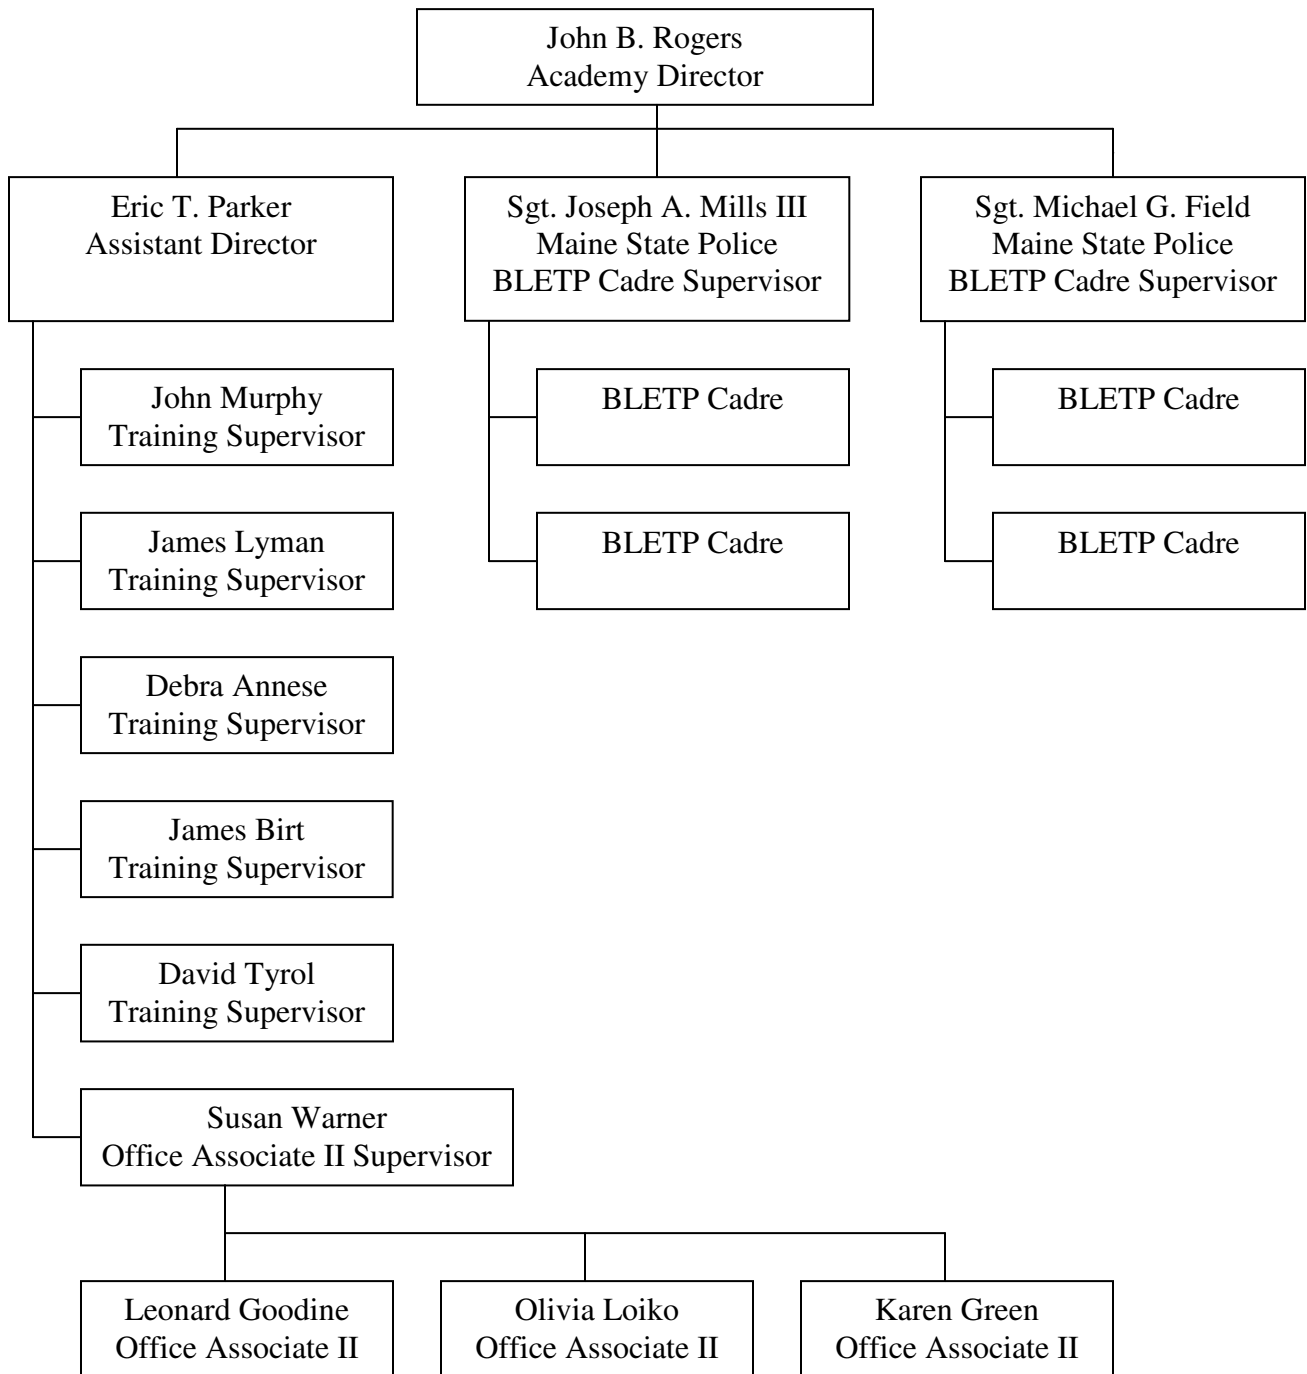 John B. Rogers
Academy Director
Eric T. Parker
Assistant Director
Sgt. Joseph A. Mills III
Maine State Police
BLETP Cadre Supervisor
Sgt. Michael G. Field
Maine State Police
BLETP Cadre Supervisor
John Murphy
Training Supervisor
BLETP Cadre
BLETP Cadre
James Lyman
Training Supervisor
BLETP Cadre
BLETP Cadre
Debra Annese
Training Supervisor
James Birt
Training Supervisor
David Tyrol
Training Supervisor
Susan Warner
Office Associate II Supervisor
Leonard Goodine
Office Associate II
Olivia Loiko
Office Associate II
Karen Green
Office Associate II